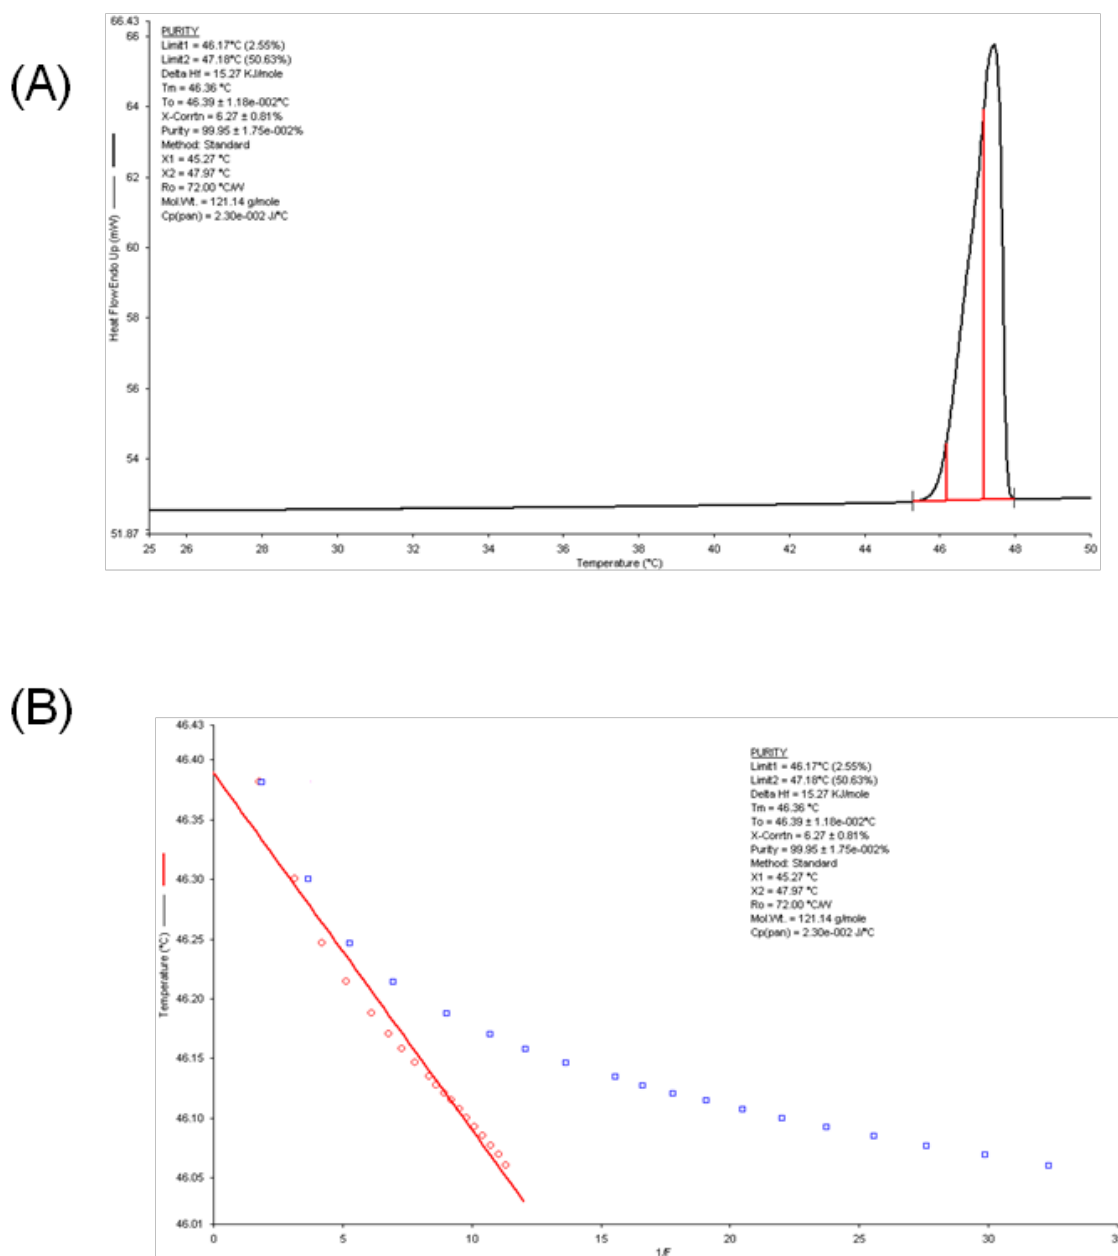 (A)
66.43
66
64
62
60
58
56
54
51.87
Heat Flow Endo Up (mW)
PURITY
Limit1 = 46.17°C (2.55%)
Limit2 = 47.18°C (50.63%)
Delta Hf = 15.27 KJ/mole
Tm = 46.36 °C
To = 46.39 ± 1.18e-002°C
X-Corrtn = 6.27 ± 0.81%
Purity = 99.95 ± 1.75e-002%
Method: Standard
X1 = 45.27 °C
X2 = 47.97 °C
Ro = 72.00 °C/W
Mol.Wt. = 121.14 g/mole
Cp(pan) = 2.30e-002 J/°C
25 26 28 30 32 34 36 38 40 42 44 46 48 50
Temperature (°C)
(B)
46.43
46.40
46.35
46.30
46.25
46.20
46.15
46.10
46.05
46.01
Temperature (°C)
PURITY
Limit1 = 46.17°C (2.55%)
Limit2 = 47.18°C (50.63%)
Delta Hf = 15.27 KJ/mole
Tm = 46.36 °C
To = 46.39 ± 1.18e-002°C
X-Corrtn = 6.27 ± 0.81%
Purity = 99.95 ± 1.75e-002%
Method: Standard
X1 = 45.27 °C
X2 = 47.97 °C
Ro = 72.00 °C/W
Mol.Wt. = 121.14 g/mole
Cp(pan) = 2.30e-002 J/°C
0 5 10 15 20 25 30
1/F